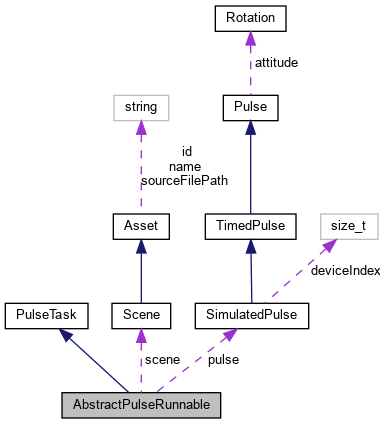 Rotation
attitude
string
Pulse
id
name
sourceFilePath
Asset
TimedPulse
size_t
deviceIndex
PulseTask
Scene
SimulatedPulse
scene
pulse
AbstractPulseRunnable